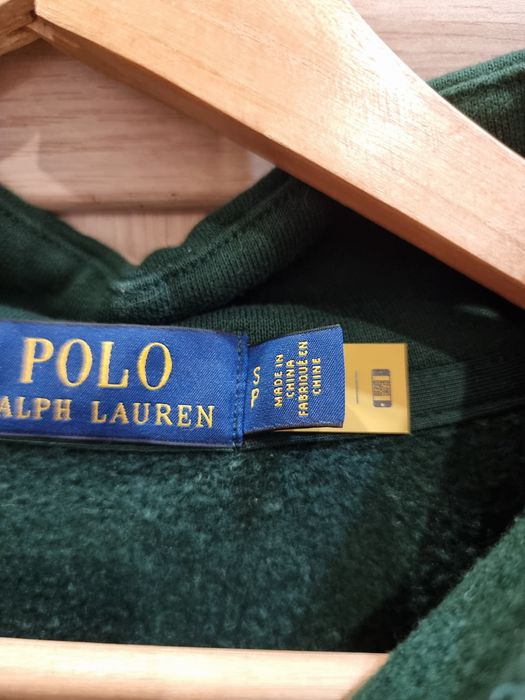 POLO
ALPH LAUREN
S
P
MADE IN
CHINA
FABRIQUÉ EN
CHINE